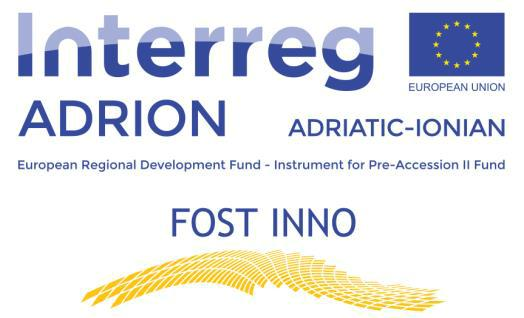 Interreg
EUROPEAN UNION
ADRION ADRIATIC-IONIAN
European Regional Development Fund - Instrument for Pre-Accession II Fund
FOST INNO